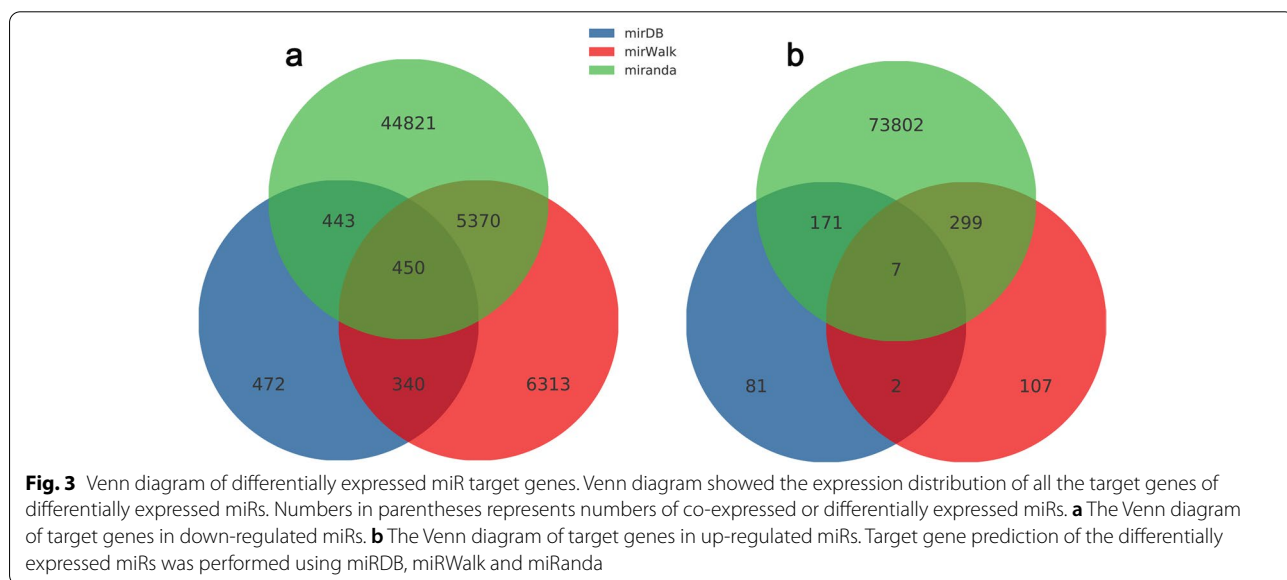 mirDB
mirWalk
miranda
a
44821
443
5370
450
472
340
6313
b
73802
171
299
7
81
2
107
Fig. 3 Venn diagram of differentially expressed miR target genes. Venn diagram showed the expression distribution of all the target genes of
differentially expressed miRs. Numbers in parentheses represents numbers of co-expressed or differentially expressed miRs. a The Venn diagram
of target genes in down-regulated miRs. b The Venn diagram of target genes in up-regulated miRs. Target gene prediction of the differentially
expressed miRs was performed using miRDB, miRWalk and miRanda